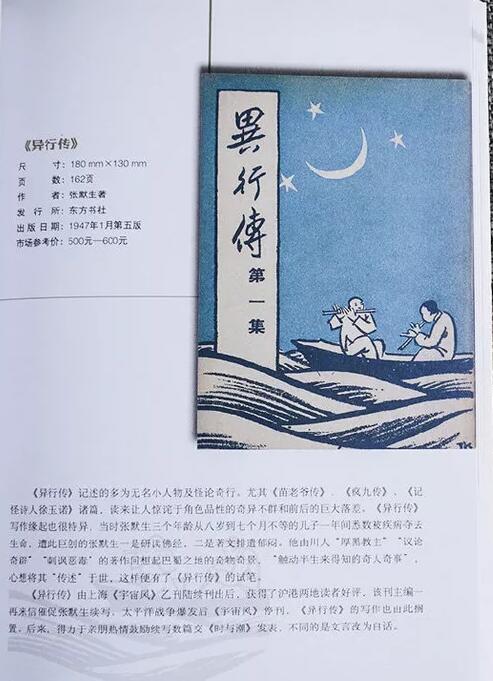 《异行传》
尺 寸：180 mm×130 mm
页 数：162页
作 者：张默生著
发 行 所：东方书社
出 版 日 期：1947年1月第五版
市场参考价：500元—600元
異行傳
第一集
TK
《异行传》记述的多为无名小人物及怪论奇行。尤其《苗老爷传》、《疯九传》、《记
怪诗人徐玉诺》诸篇，读来让人惊诧于角色品性的奇异不群和前后的巨大落差。《异行传》
写作缘起也很特异，当时张默生三个年龄从八岁到七个月不等的儿子一年间悉数被疾病夺去
生命，遭此巨创的张默生一是研读佛经，二是著文排遣郁闷。他由川人“厚黑教主”“议论
奇辟”“刺讽恶毒”的著作回想起巴蜀之地的奇物奇景，“触动半生来得知的奇人奇事”，
心想将其“传述”于世，这样便有了《异行传》的试笔。
《异行传》由上海《宇宙风》乙刊陆续刊出后，获得了沪港两地读者好评，该刊主编一
再来信催促张默生续写，太平洋战争爆发后《宇宙风》停刊，《异行传》的写作也由此搁
置。后来，得力于亲朋热情鼓励续写数篇交《时与潮》发表，不同的是文言改为白话。